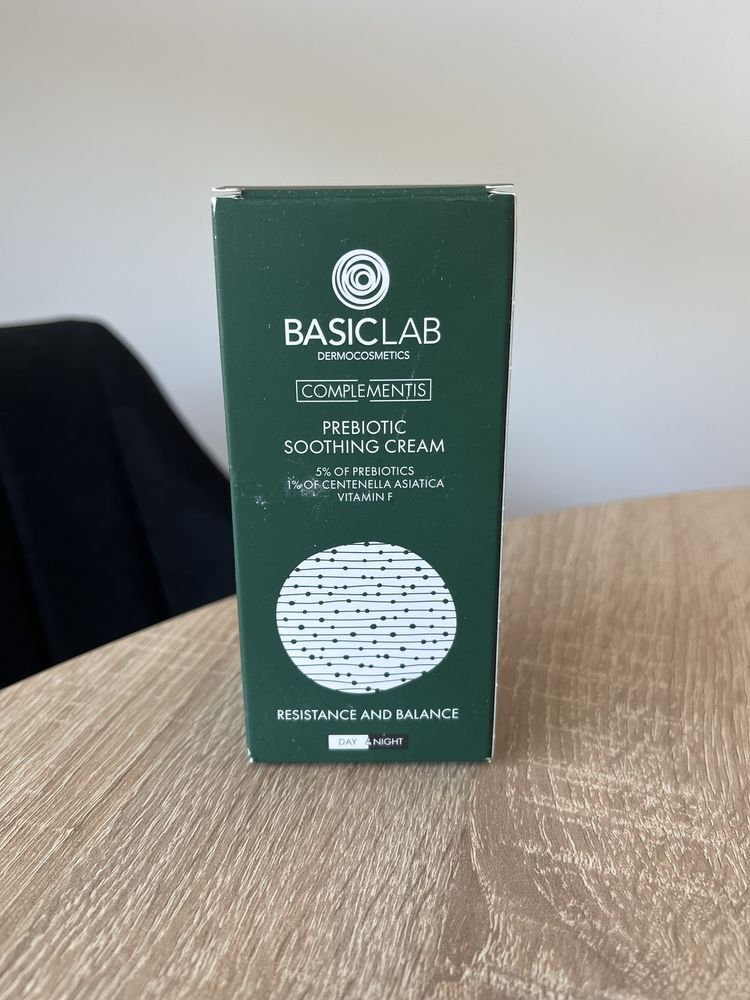 BASICLAB
DERMOCOSMETICS
COMPLEMENTIS
PREBIOTIC
SOOTHING CREAM
5% OF PREBIOTICS
1% OF CENTENELLA ASIATICA
VITAMIN F
RESISTANCE AND BALANCE
DAY & NIGHT